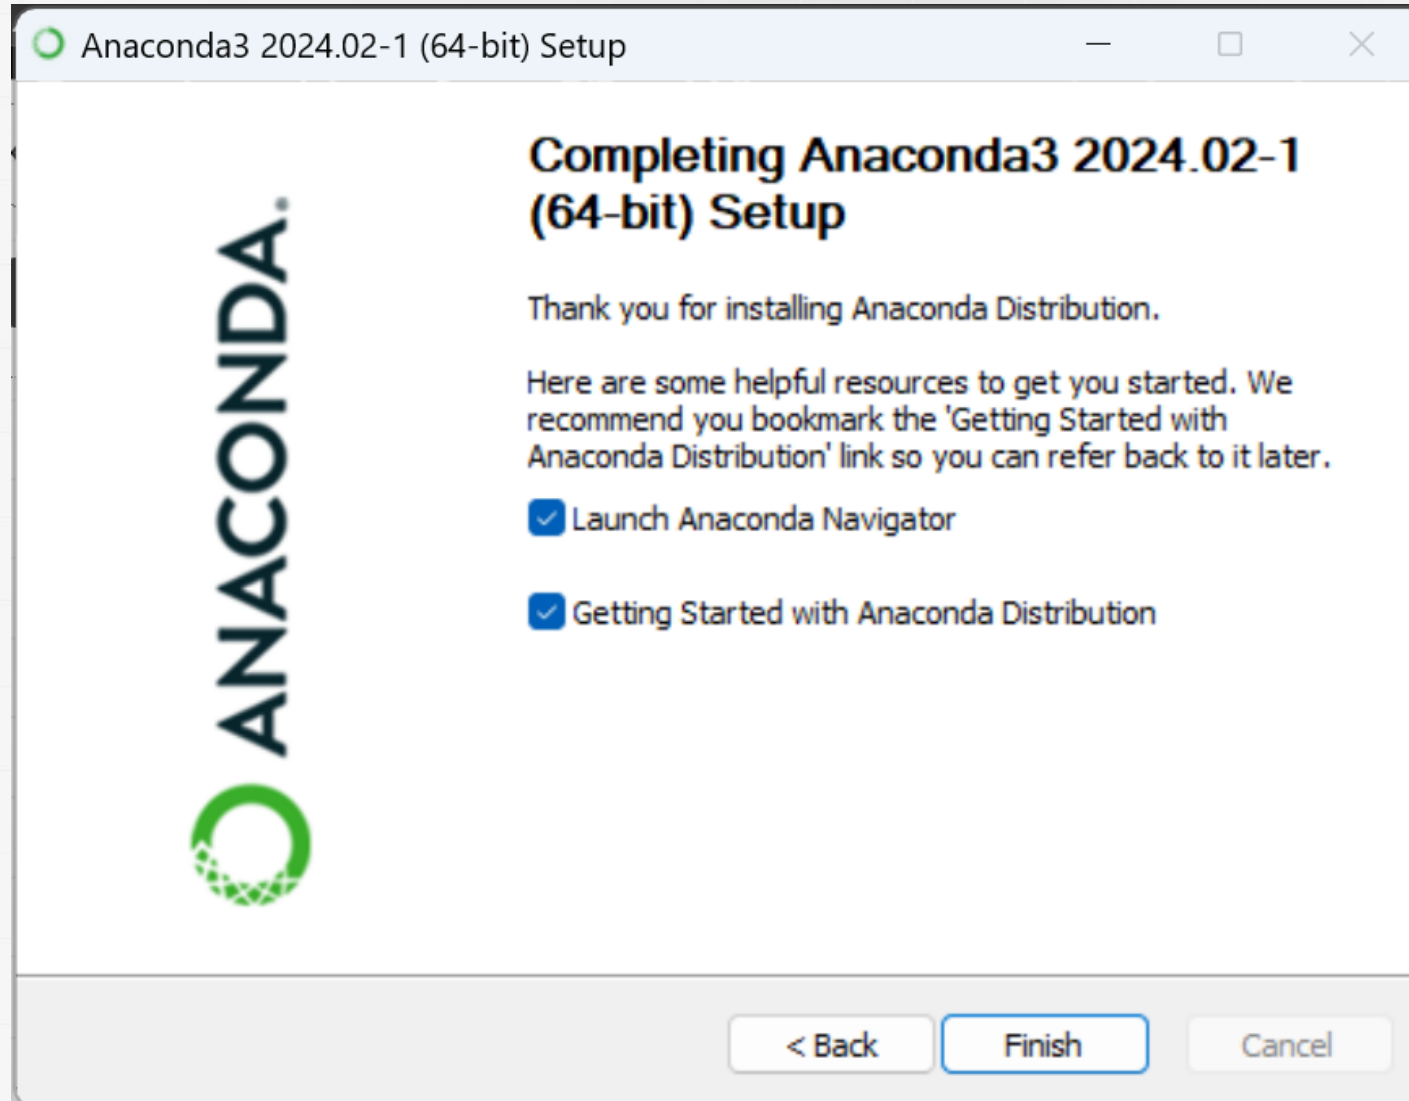 Anaconda3 2024.02-1 (64-bit) Setup
ANACONDA.
Completing Anaconda3 2024.02-1
(64-bit) Setup
Thank you for installing Anaconda Distribution.
Here are some helpful resources to get you started. We
recommend you bookmark the 'Getting Started with
Anaconda Distribution' link so you can refer back to it later.
Launch Anaconda Navigator
Getting Started with Anaconda Distribution
< Back
Finish
Cancel